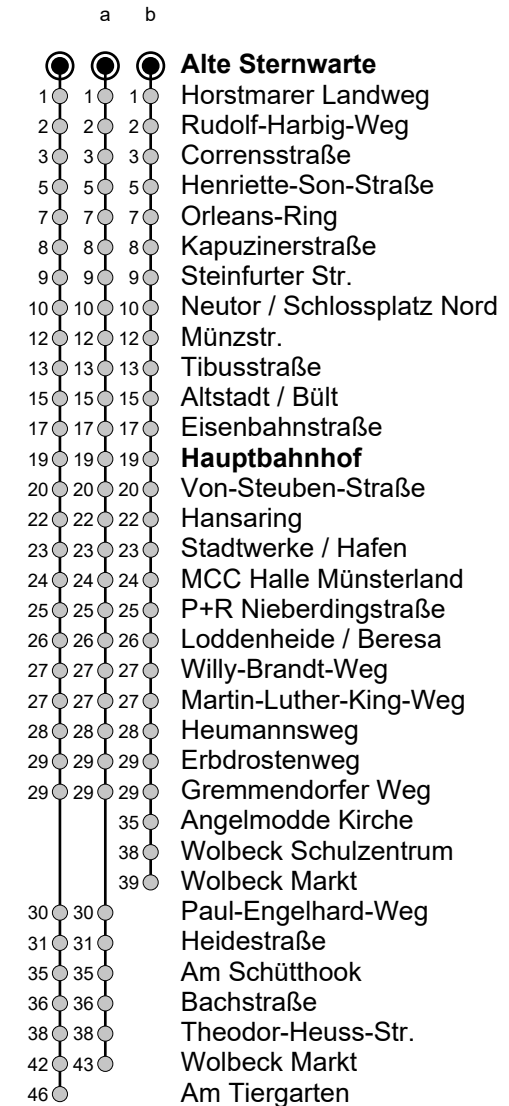 a b
Alte Sternwarte
1 1 1 Horstmarer Landweg
2 2 2 Rudolf-Harbig-Weg
3 3 3 Corrensstraße
5 5 5 Henriette-Son-Straße
7 7 7 Orleans-Ring
8 8 8 Kapuzinerstraße
9 9 9 Steinfurter Str.
10 10 10 Neutor / Schlossplatz Nord
12 12 12 Münzstr.
13 13 13 Tibusstraße
15 15 15 Altstadt / Bült
17 17 17 Eisenbahnstraße
19 19 19 Hauptbahnhof
20 20 20 Von-Steuben-Straße
22 22 22 Hansaring
23 23 23 Stadtwerke / Hafen
24 24 24 MCC Halle Münsterland
25 25 25 P+R Nieberdingstraße
26 26 26 Loddenheide / Beresa
27 27 27 Willy-Brandt-Weg
27 27 27 Martin-Luther-King-Weg
28 28 28 Heumannsweg
29 29 29 Erbdrostenweg
29 29 29 Gremmendorfer Weg
35 Angelmodde Kirche
38 Wolbeck Schulzentrum
39 Wolbeck Markt
30 30 Paul-Engelhard-Weg
31 31 Heidestraße
35 35 Am Schütthook
36 36 Bachstraße
38 38 Theodor-Heuss-Str.
42 43 Wolbeck Markt
46 Am Tiergarten